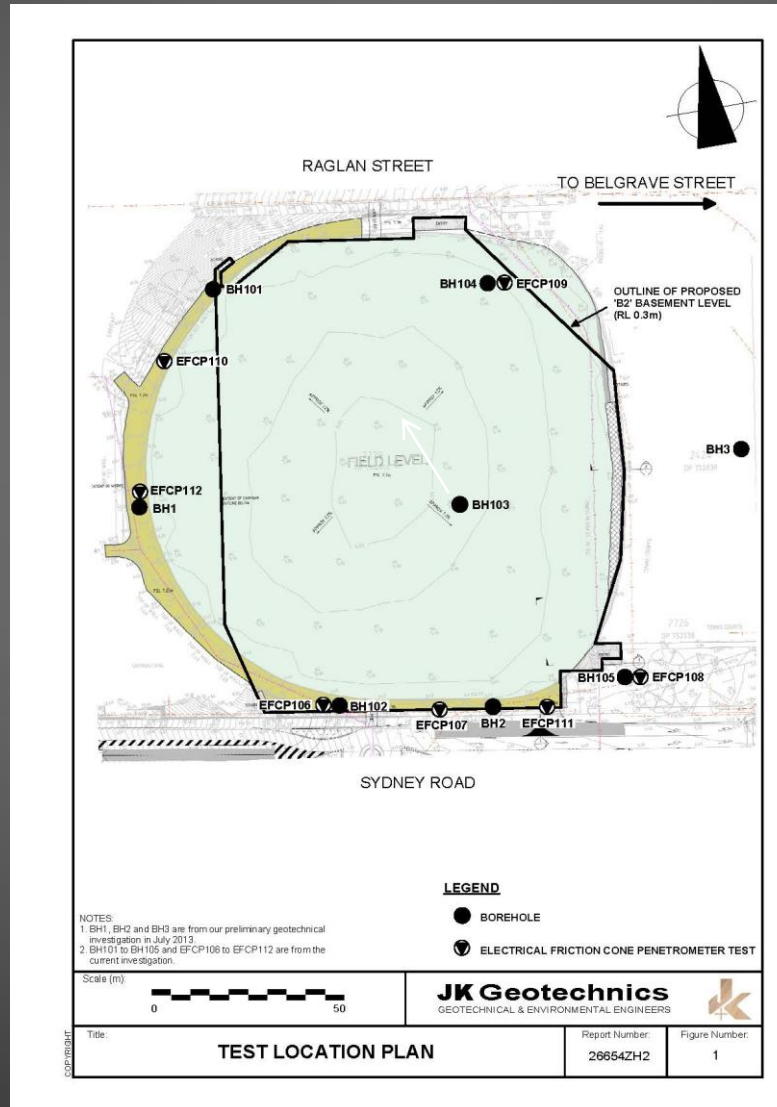 RAGLAN STREET
TO BELGRAVE STREET
OUTLINE OF PROPOSED
'B2' BASEMENT LEVEL
(RL 0.3m)
BH101
BH104
EFCP109
EFCP110
BH3
FIELD LEVEL
EFCP112
BH1
BH103
BH105
EFCP108
EFCP106
BH102
EFCP107
BH2
EFCP111
SYDNEY ROAD
LEGEND
BOREHOLE
ELECTRICAL FRICTION CONE PENETROMETER TEST
NOTES:
1. BH1, BH2 and BH3 are from our preliminary geotechnical
investigation in July 2013.
2. BH101 to BH105 and EFCP106 to EFCP112 are from the
current investigation.
Scale (m):
0 50
JK Geotechnics
GEOTECHNICAL & ENVIRONMENTAL ENGINEERS
COPYRIGHT
Title:
TEST LOCATION PLAN
Report Number:
26654ZH2
Figure Number:
1